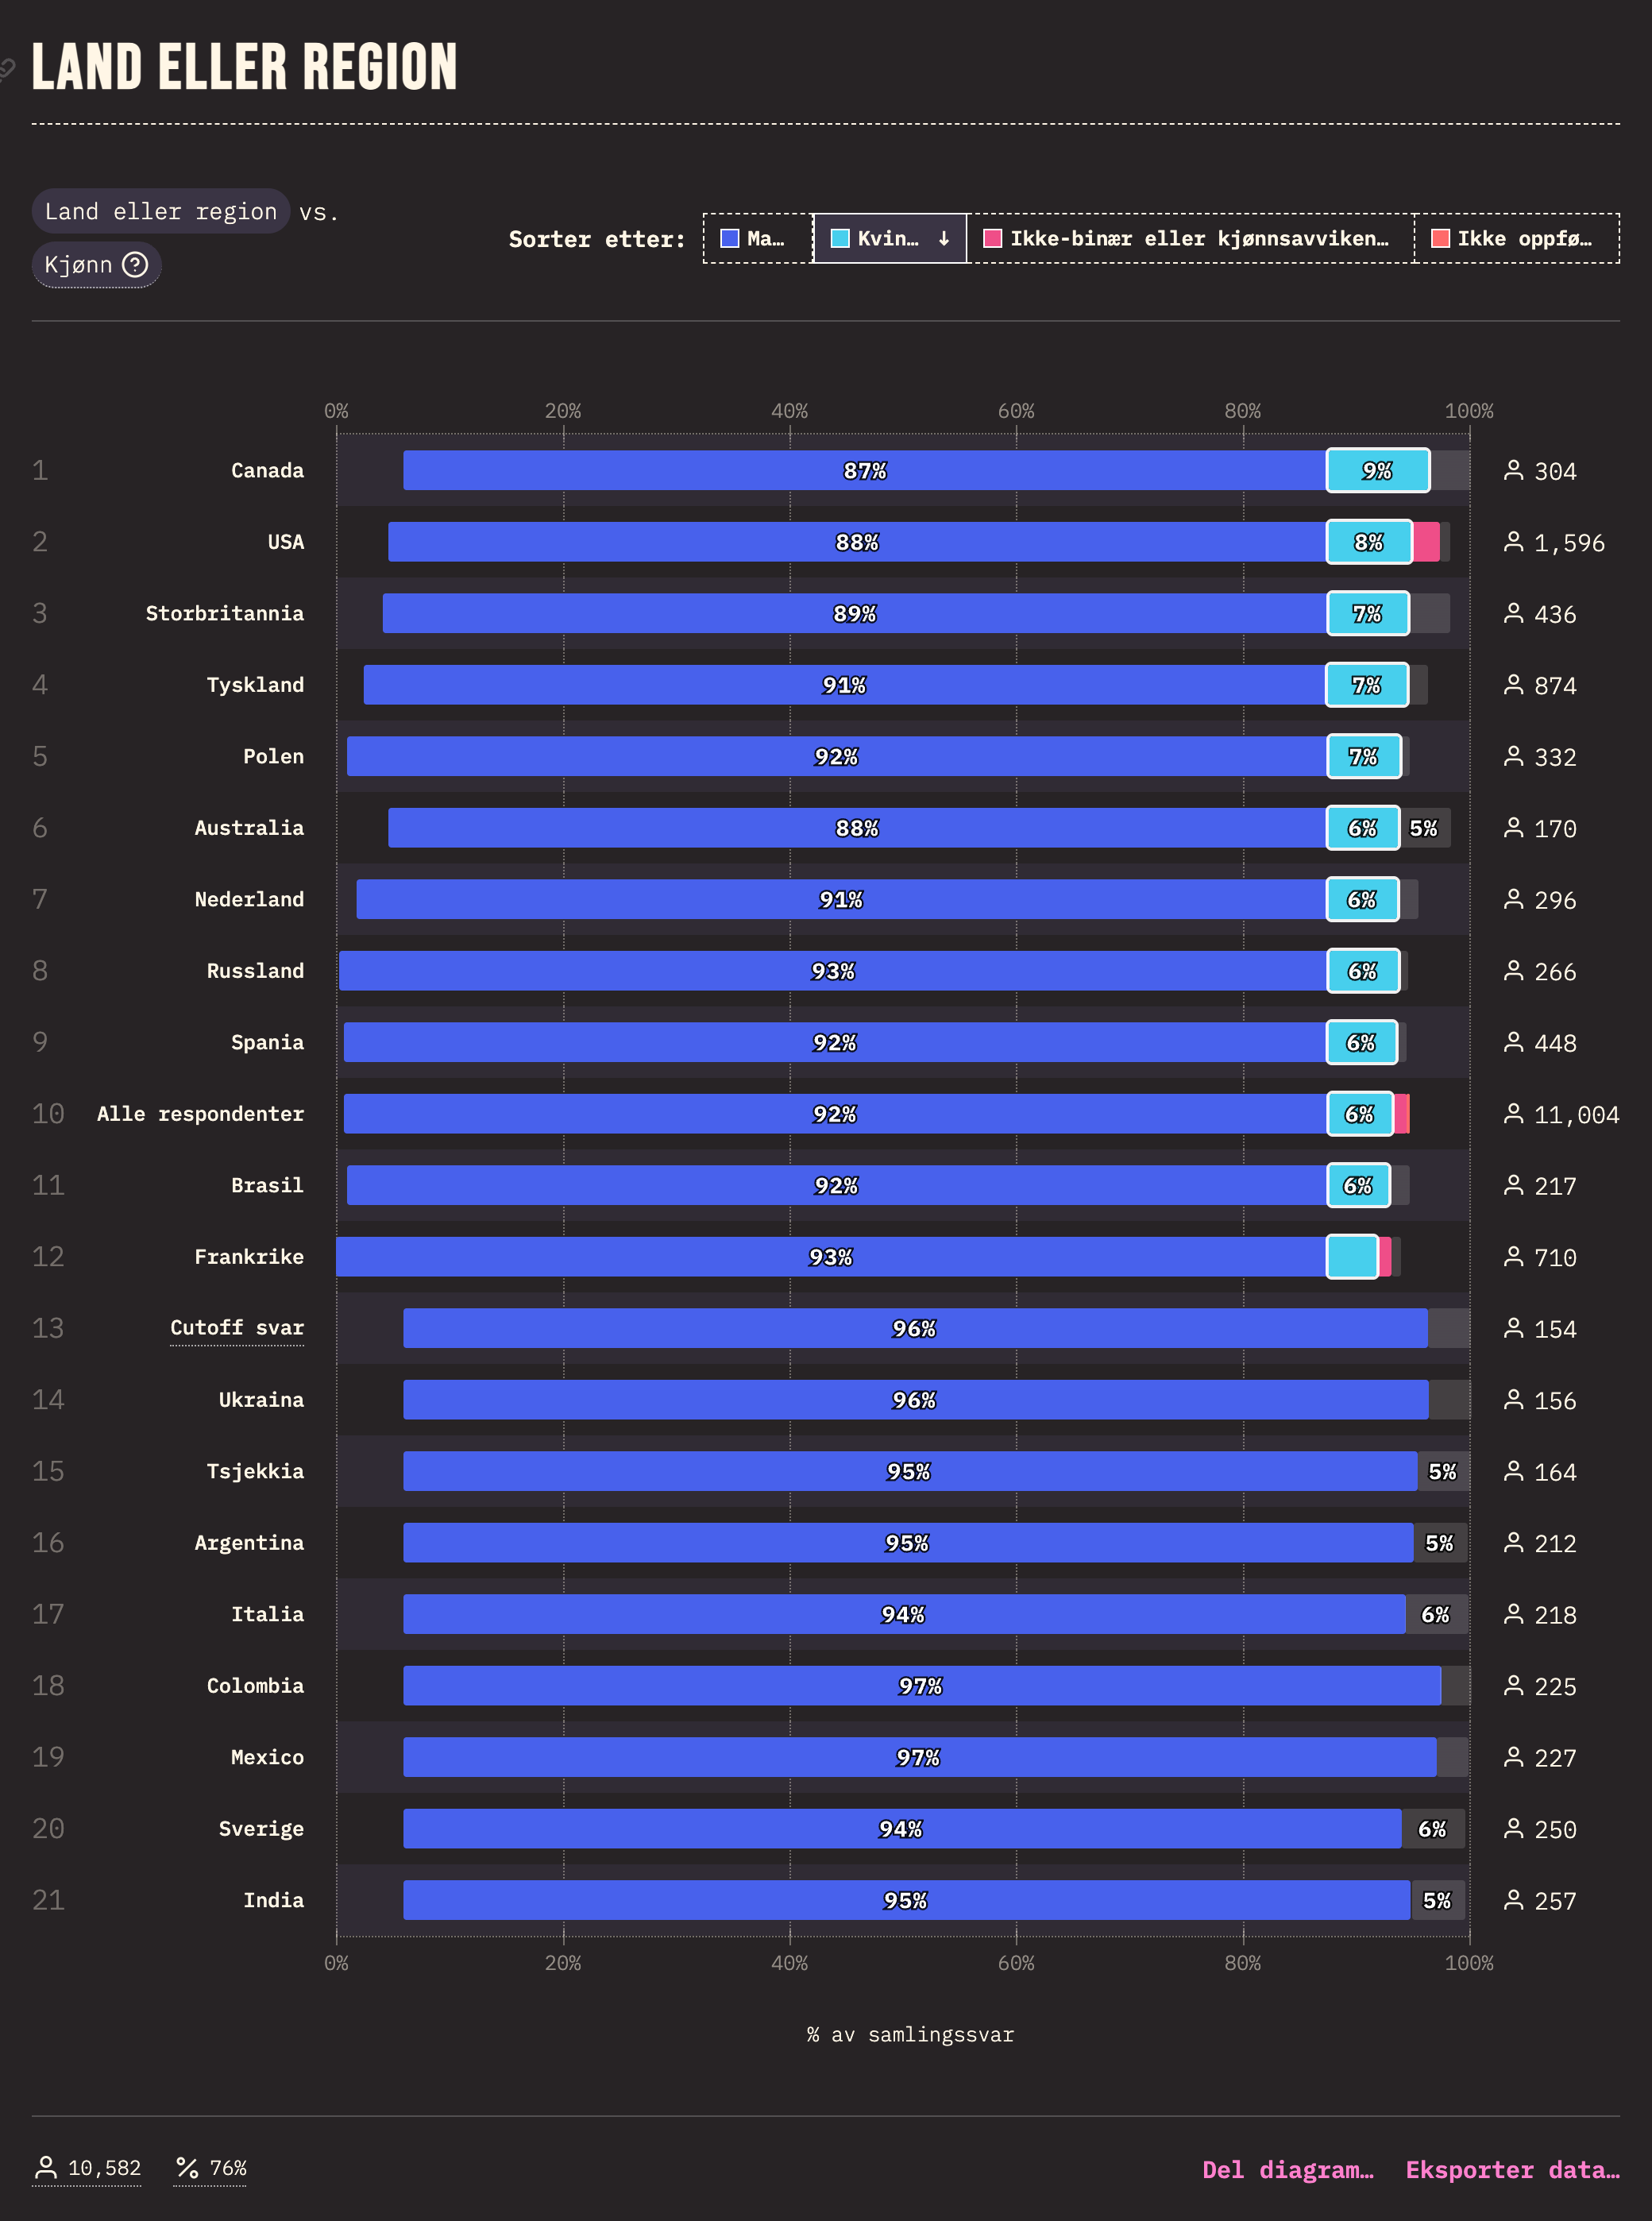 LAND ELLER REGION
Land eller region vs.
Kjønn
Sorter etter: Ma… Kvin… ↓ Ikke-binær eller kjønnsavviken… Ikke oppfø…
0% 20% 40% 60% 80% 100%
1 Canada 87% 9% 304
2 USA 88% 8% 1,596
3 Storbritannia 89% 7% 436
4 Tyskland 91% 7% 874
5 Polen 92% 7% 332
6 Australia 88% 6% 5% 170
7 Nederland 91% 6% 296
8 Russland 93% 6% 266
9 Spania 92% 6% 448
10 Alle respondenter 92% 6% 11,004
11 Brasil 92% 6% 217
12 Frankrike 93% 710
13 Cutoff svar 96% 154
14 Ukraina 96% 156
15 Tsjekkia 95% 5% 164
16 Argentina 95% 5% 212
17 Italia 94% 6% 218
18 Colombia 97% 225
19 Mexico 97% 227
20 Sverige 94% 6% 250
21 India 95% 5% 257
0% 20% 40% 60% 80% 100%
% av samlingssvar
10,582 % 76% Del diagram… Eksporter data…